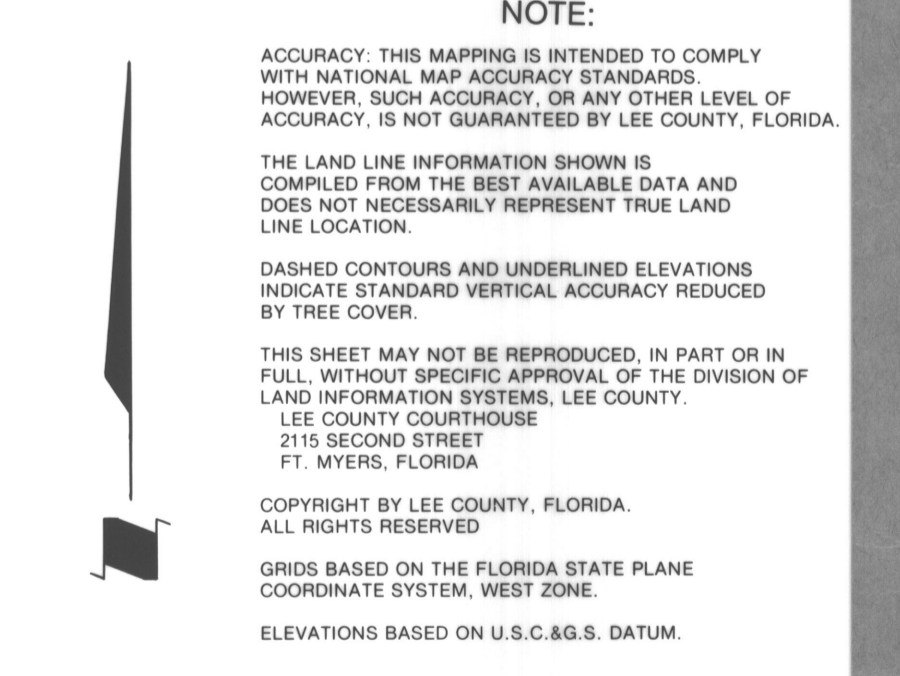 NOTE:
ACCURACY: THIS MAPPING IS INTENDED TO COMPLY
WITH NATIONAL MAP ACCURACY STANDARDS.
HOWEVER, SUCH ACCURACY, OR ANY OTHER LEVEL OF
ACCURACY, IS NOT GUARANTEED BY LEE COUNTY, FLORIDA.
THE LAND LINE INFORMATION SHOWN IS
COMPILED FROM THE BEST AVAILABLE DATA AND
DOES NOT NECESSARILY REPRESENT TRUE LAND
LINE LOCATION.
DASHED CONTOURS AND UNDERLINED ELEVATIONS
INDICATE STANDARD VERTICAL ACCURACY REDUCED
BY TREE COVER.
THIS SHEET MAY NOT BE REPRODUCED, IN PART OR IN
FULL, WITHOUT SPECIFIC APPROVAL OF THE DIVISION OF
LAND INFORMATION SYSTEMS, LEE COUNTY.
LEE COUNTY COURTHOUSE
2115 SECOND STREET
FT. MYERS, FLORIDA
COPYRIGHT BY LEE COUNTY, FLORIDA.
ALL RIGHTS RESERVED
GRIDS BASED ON THE FLORIDA STATE PLANE
COORDINATE SYSTEM, WEST ZONE.
ELEVATIONS BASED ON U.S.C.&G.S. DATUM.